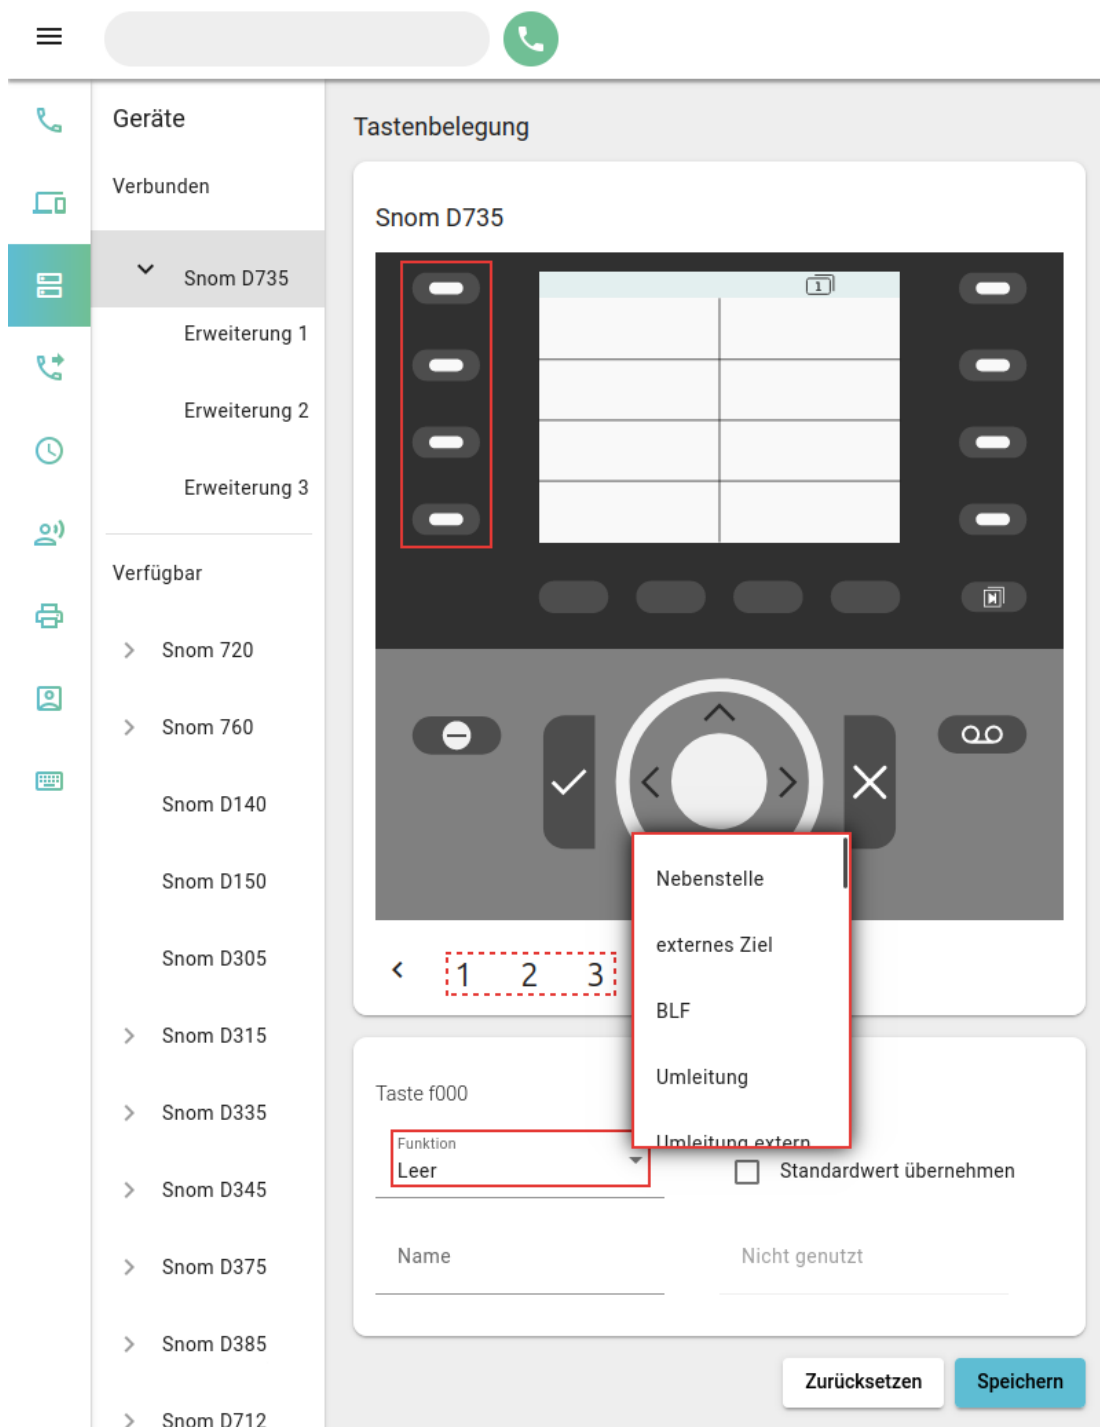 Geräte
Verbunden
Snom D735
Erweiterung 1
Erweiterung 2
Erweiterung 3
Verfügbar
Snom 720
Snom 760
Snom D140
Snom D150
Snom D305
Snom D315
Snom D335
Snom D345
Snom D375
Snom D385
Snom D712
Tastenbelegung
Snom D735
1
1 2 3
Nebenstelle
externes Ziel
BLF
Umleitung
Umleitung extern
Taste f000
Funktion
Leer
Standardwert übernehmen
Name
Nicht genutzt
Zurücksetzen
Speichern